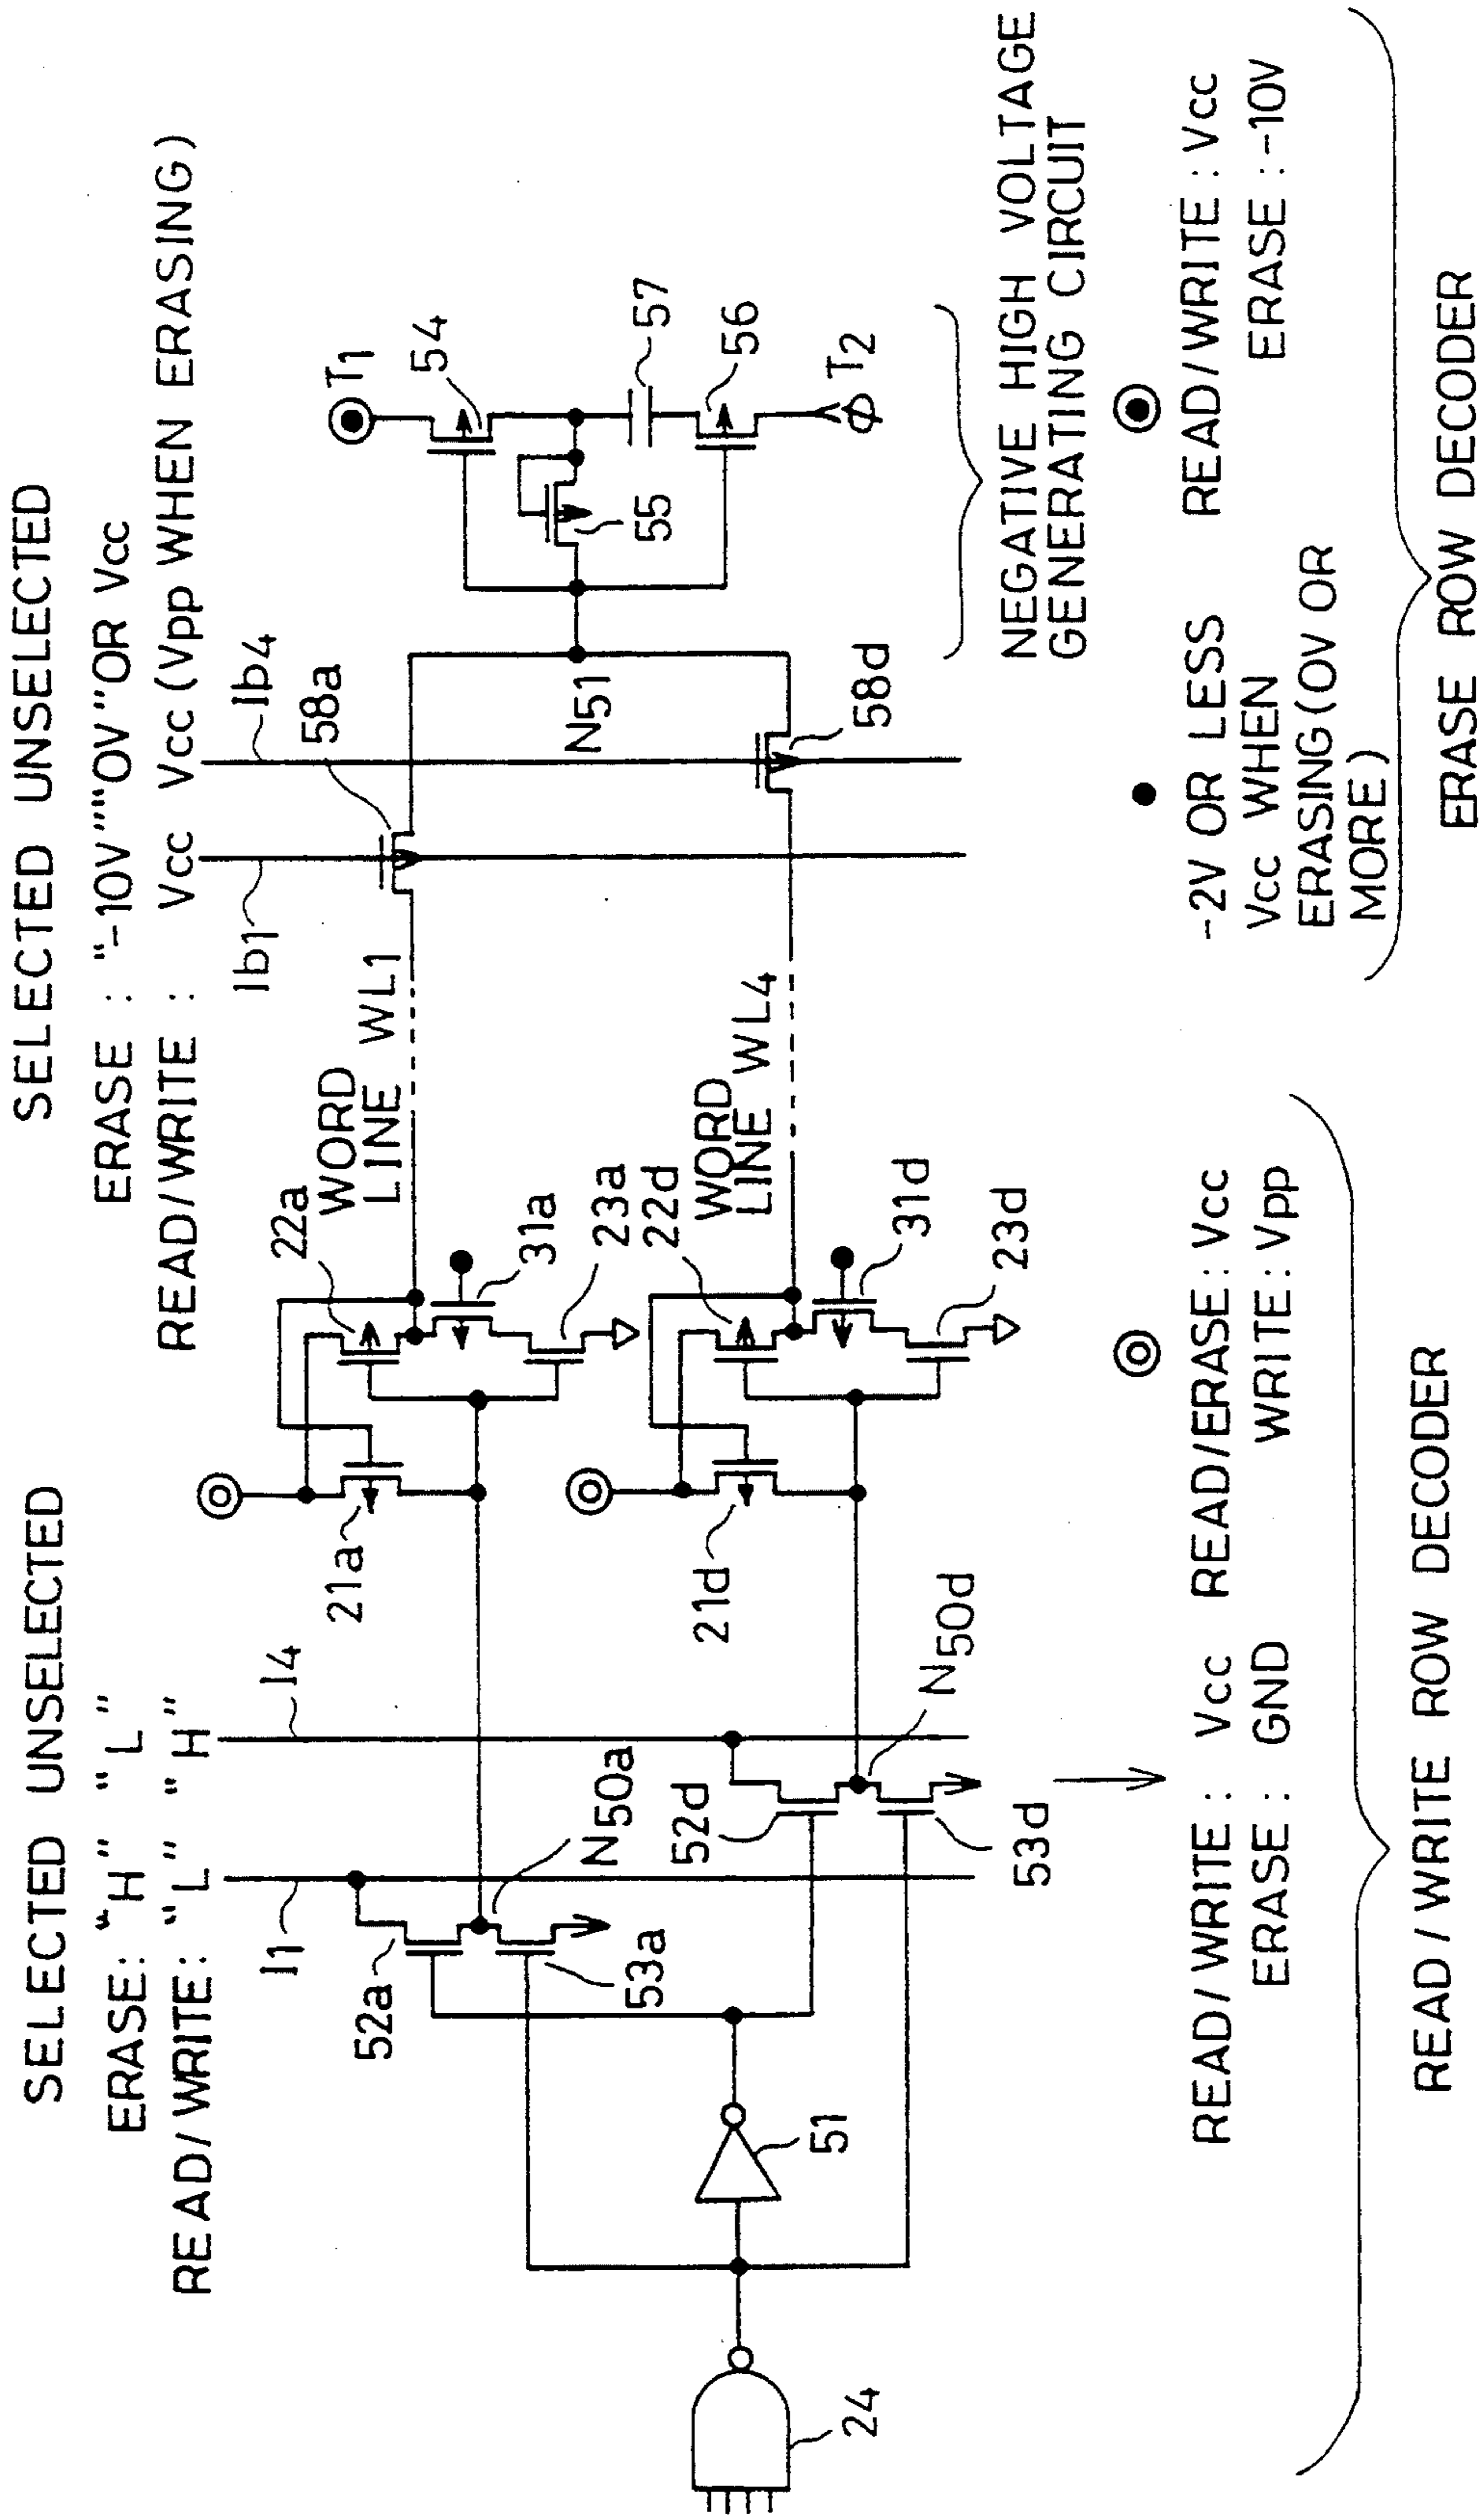 SELECTED UNSELECTED
ERASE: "H" "L"
READ/WRITE: "L" "H"
SELECTED UNSELECTED
ERASE : "-10V" "0V" OR Vcc
READ/WRITE : Vcc Vcc (Vpp WHEN ERASING)
l1
l4
lb1
lb4
52a
53a
N50a
52d
53d
N50d
21a
22a
31a
23a
21d
22d
31d
23d
WORD
LINE WL1
WORD
LINE WL4
58a
58d
N51
T1
54
55
57
56
T2
Φ
24
51
NEGATIVE HIGH VOLTAGE
GENERATING CIRCUIT
READ/WRITE : Vcc
ERASE : GND
READ/ERASE : Vcc
WRITE : Vpp
-2V OR LESS
Vcc WHEN
ERASING (0V OR
MORE)
READ/WRITE : Vcc
ERASE : -10V
READ/WRITE ROW DECODER
ERASE ROW DECODER